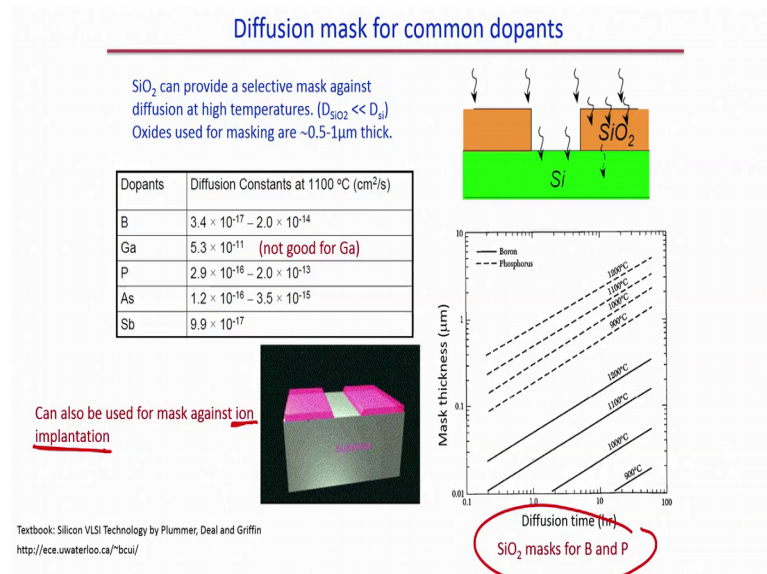 Diffusion mask for common dopants
SiO2 can provide a selective mask against
diffusion at high temperatures. (DSiO2 << Dsi)
Oxides used for masking are ~0.5-1μm thick.
SiO2
Si
Dopants Diffusion Constants at 1100 ºC (cm2/s)
B 3.4 × 10-17 – 2.0 × 10-14
Ga 5.3 × 10-11 (not good for Ga)
P 2.9 × 10-16 – 2.0 × 10-13
As 1.2 × 10-16 – 3.5 × 10-15
Sb 9.9 × 10-17
Can also be used for mask against ion
implantation
Mask thickness (μm)
10
1
0.1
0.01
Boron
Phosphorus
1200°C
1100°C
1000°C
900°C
1200°C
1100°C
1000°C
900°C
0.1 1.0 10 100
Diffusion time (hr)
SiO2 masks for B and P
Textbook: Silicon VLSI Technology by Plummer, Deal and Griffin
http://ece.uwaterloo.ca/~bcui/